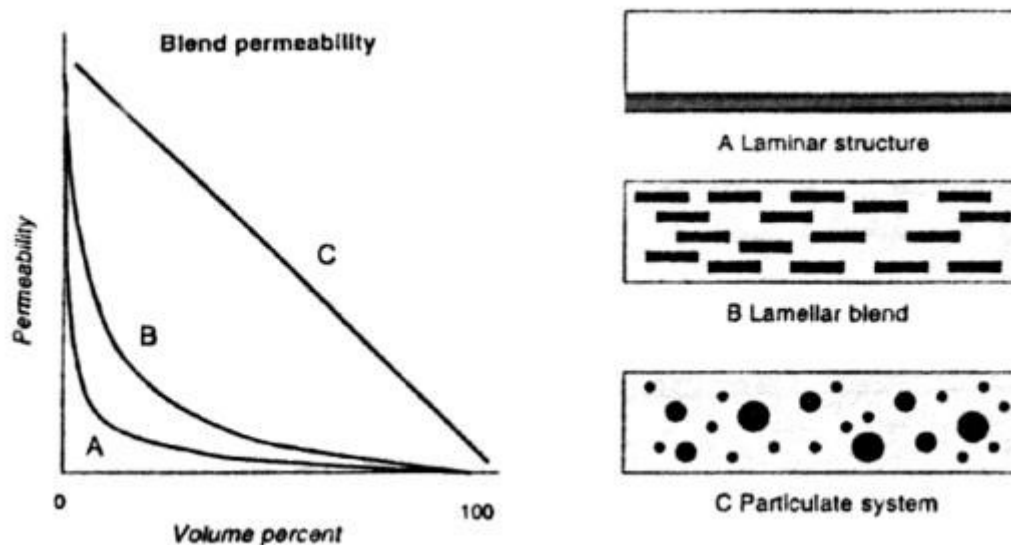 Blend permeability
Permeability
A
B
C
0
100
Volume percent
A Laminar structure
B Lamellar blend
C Particulate system